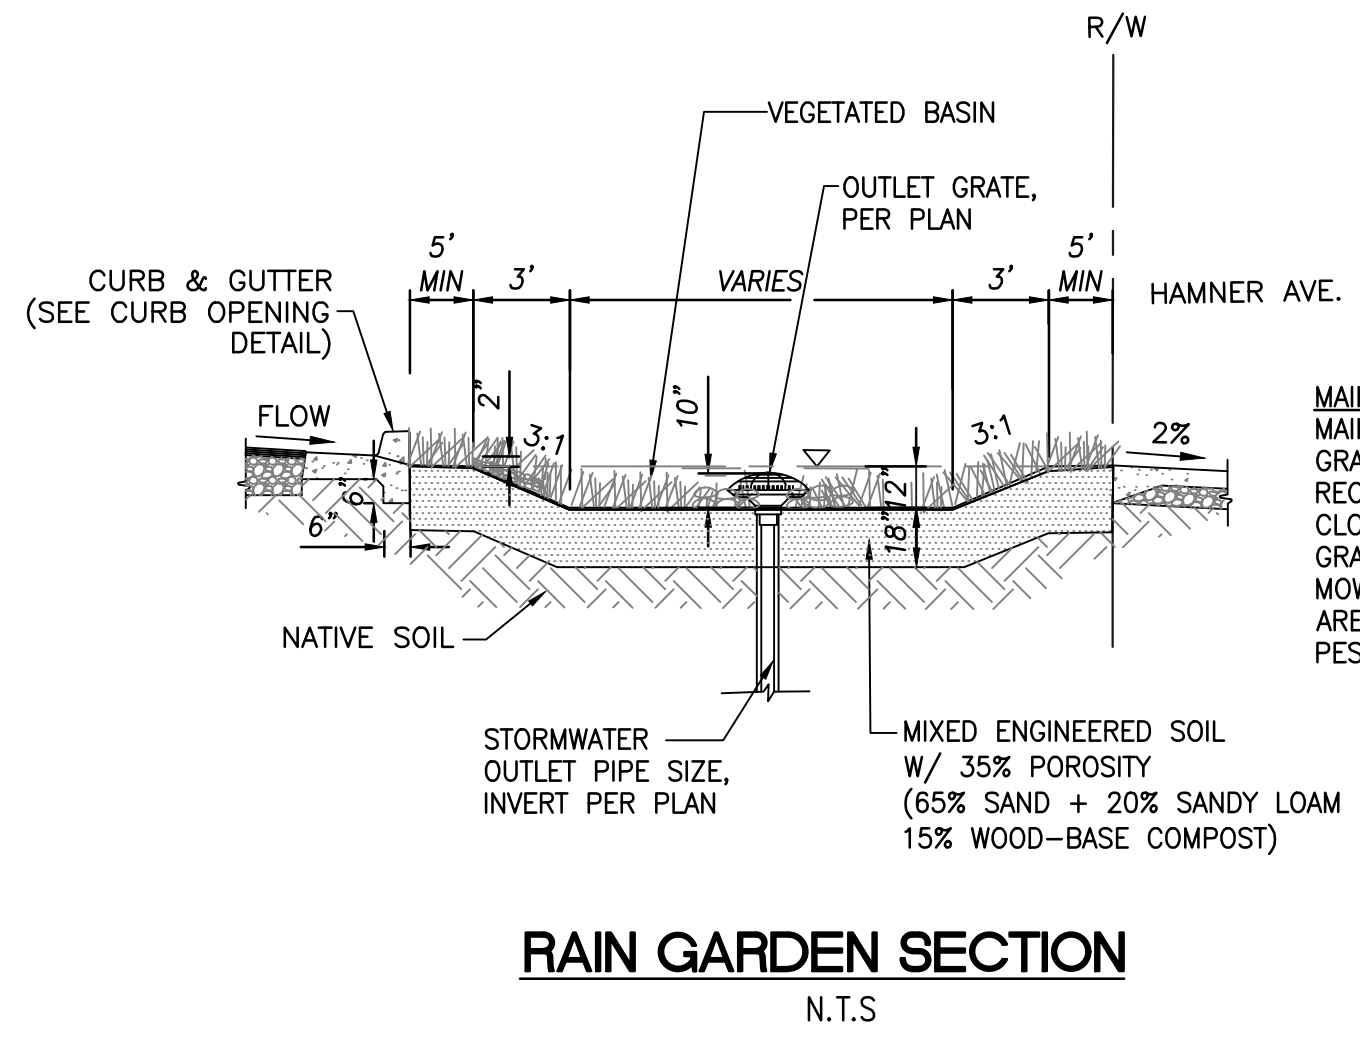 R/W
VEGETATED BASIN
OUTLET GRATE,
PER PLAN
5'
MIN
3'
VARIES
3'
5'
MIN
CURB & GUTTER
(SEE CURB OPENING
DETAIL)
HAMNER AVE.
FLOW
2"
3:1
10"
3:1
2%
6"
6"
12"
18"
NATIVE SOIL
STORMWATER
OUTLET PIPE SIZE,
INVERT PER PLAN
MIXED ENGINEERED SOIL
W/ 35% POROSITY
(65% SAND + 20% SANDY LOAM
15% WOOD-BASE COMPOST)
RAIN GARDEN SECTION
N.T.S